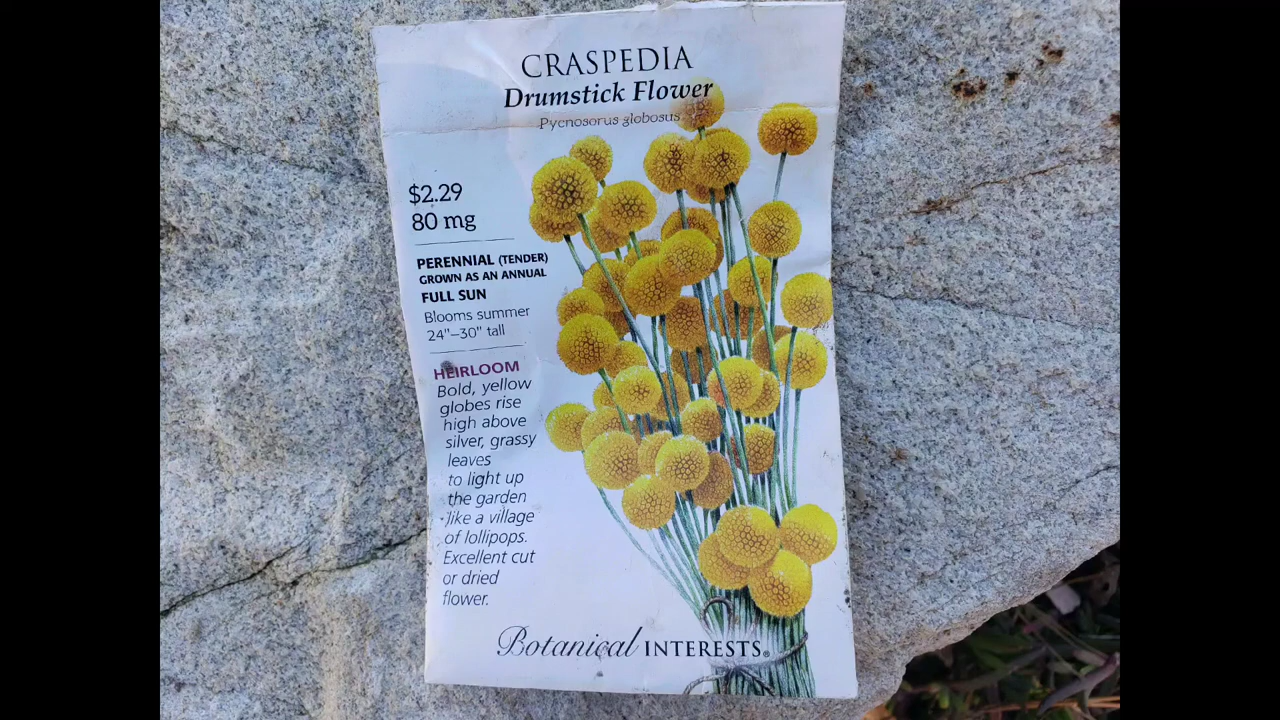 CRASPEDIA
Drumstick Flower
Pycnosorus globosus
$2.29
80 mg
PERENNIAL (TENDER)
GROWN AS AN ANNUAL
FULL SUN
Blooms summer
24"–30" tall
HEIRLOOM
Bold, yellow
globes rise
high above
silver, grassy
leaves
to light up
the garden
like a village
of lollipops.
Excellent cut
or dried
flower.
Botanical INTERESTS®